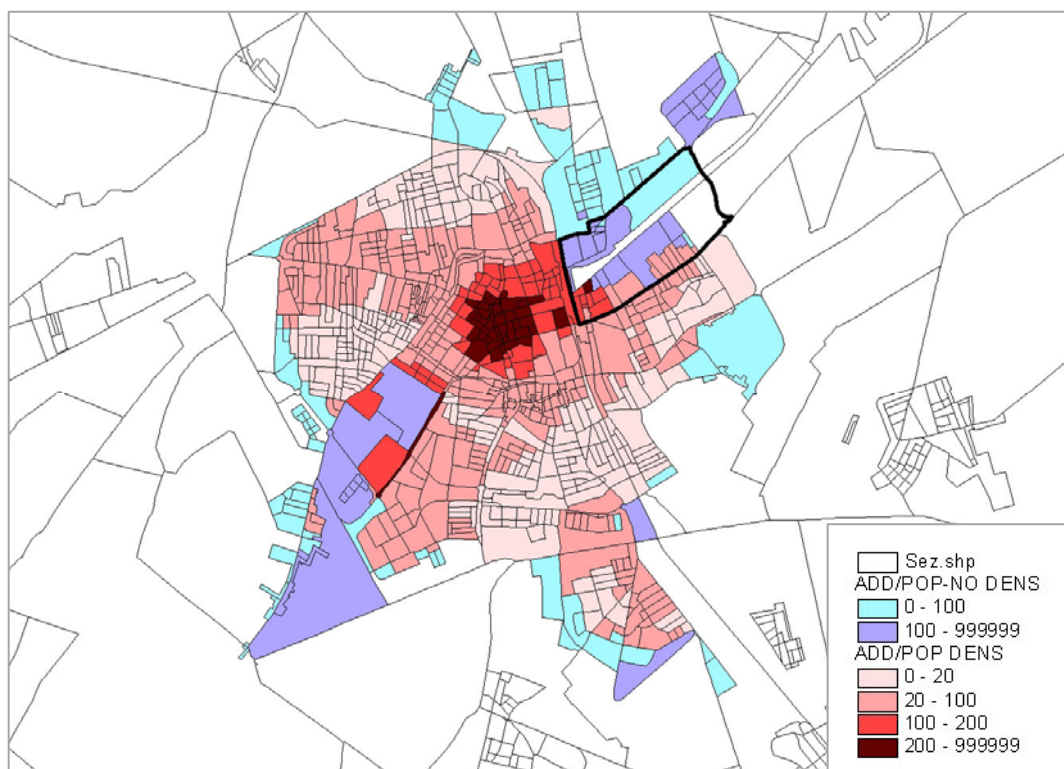 Sez.shp
ADD/POP-NO DENS
0 - 100
100 - 999999
ADD/POP DENS
0 - 20
20 - 100
100 - 200
200 - 999999